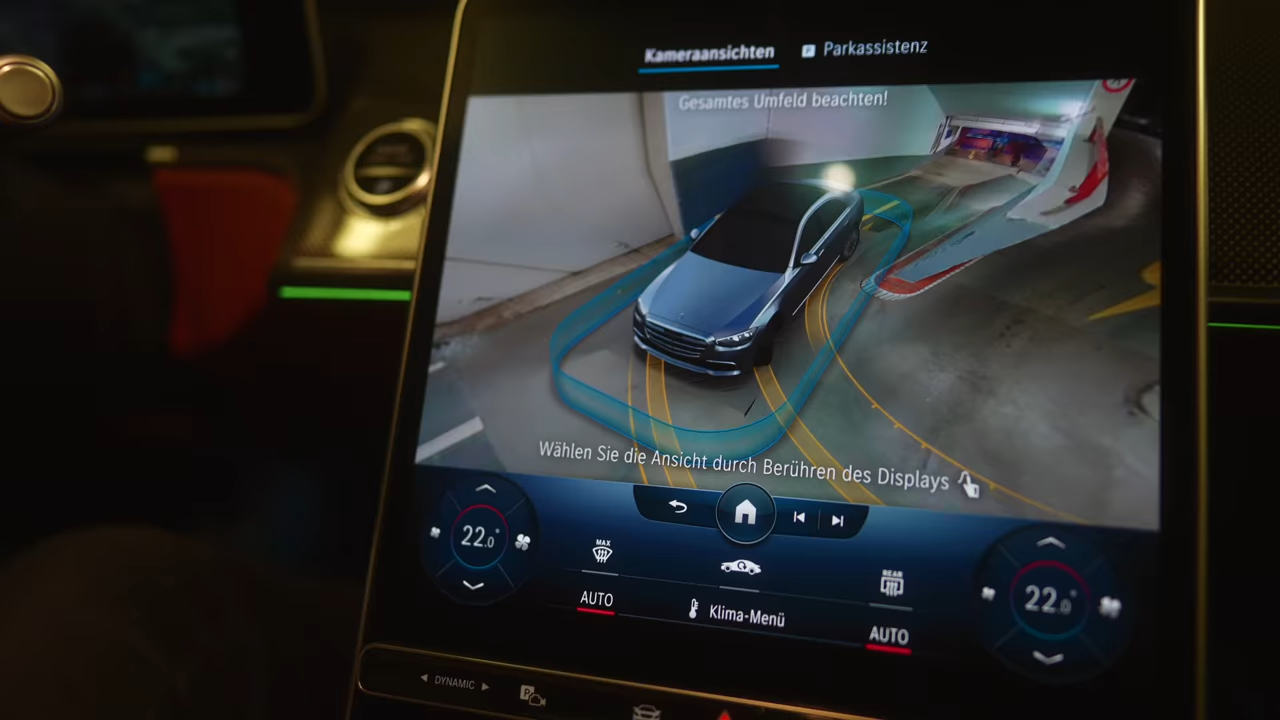 Kameraansichten
P Parkassistenz
Gesamtes Umfeld beachten!
Wählen Sie die Ansicht durch Berühren des Displays
22.0°
MAX
REAR
22.0°
AUTO
Klima-Menü
AUTO
DYNAMIC
P